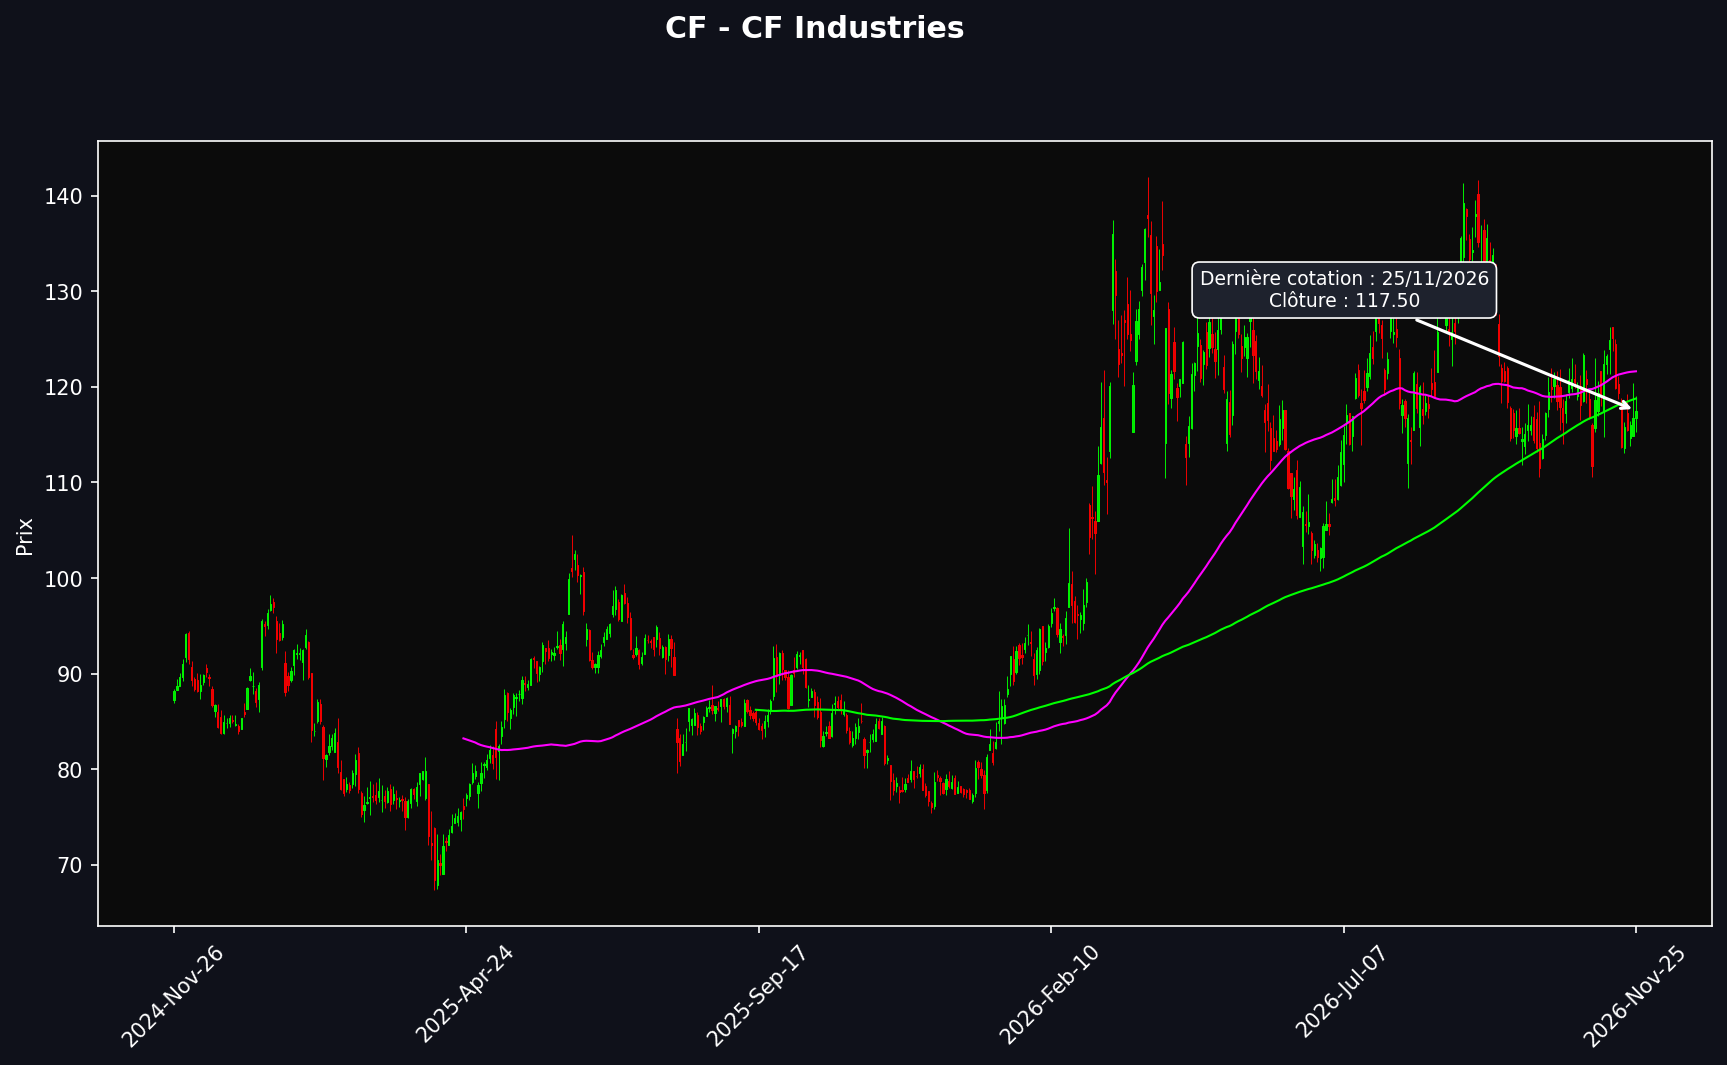 CF - CF Industries
140
130
120
110
100
90
80
70
Prix
Dernière cotation : 25/11/2026
Clôture : 117.50
2024-Nov-26
2025-Apr-24
2025-Sep-17
2026-Feb-10
2026-Jul-07
2026-Nov-25